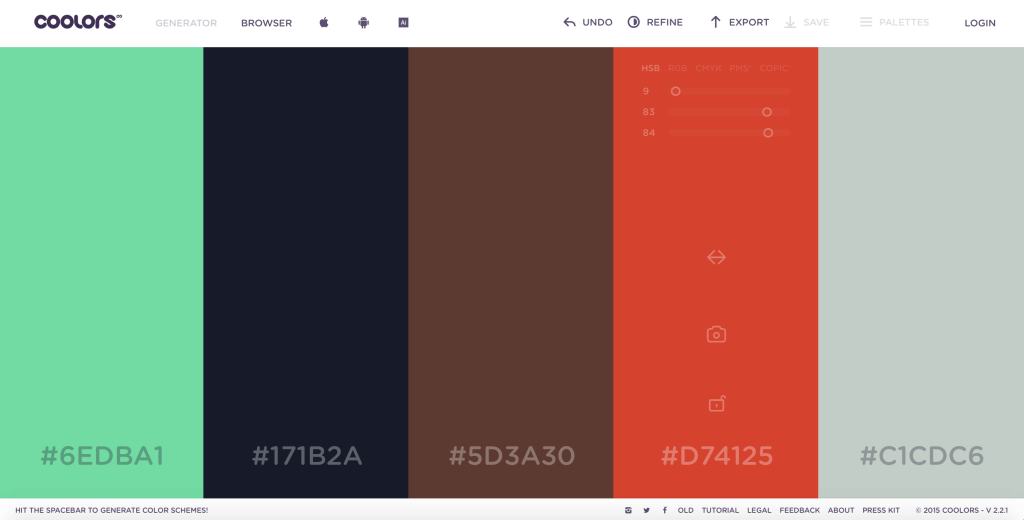 COOLORS GENERATOR BROWSER Ai UNDO REFINE EXPORT SAVE PALETTES LOGIN
HSB RGB CMYK PMS COPIC
9
83
84
#6EDBA1 #171B2A #5D3A30 #D74125 #C1CDC6
HIT THE SPACEBAR TO GENERATE COLOR SCHEMES! OLD TUTORIAL LEGAL FEEDBACK ABOUT PRESS KIT © 2015 COOLORS - V 2.2.1